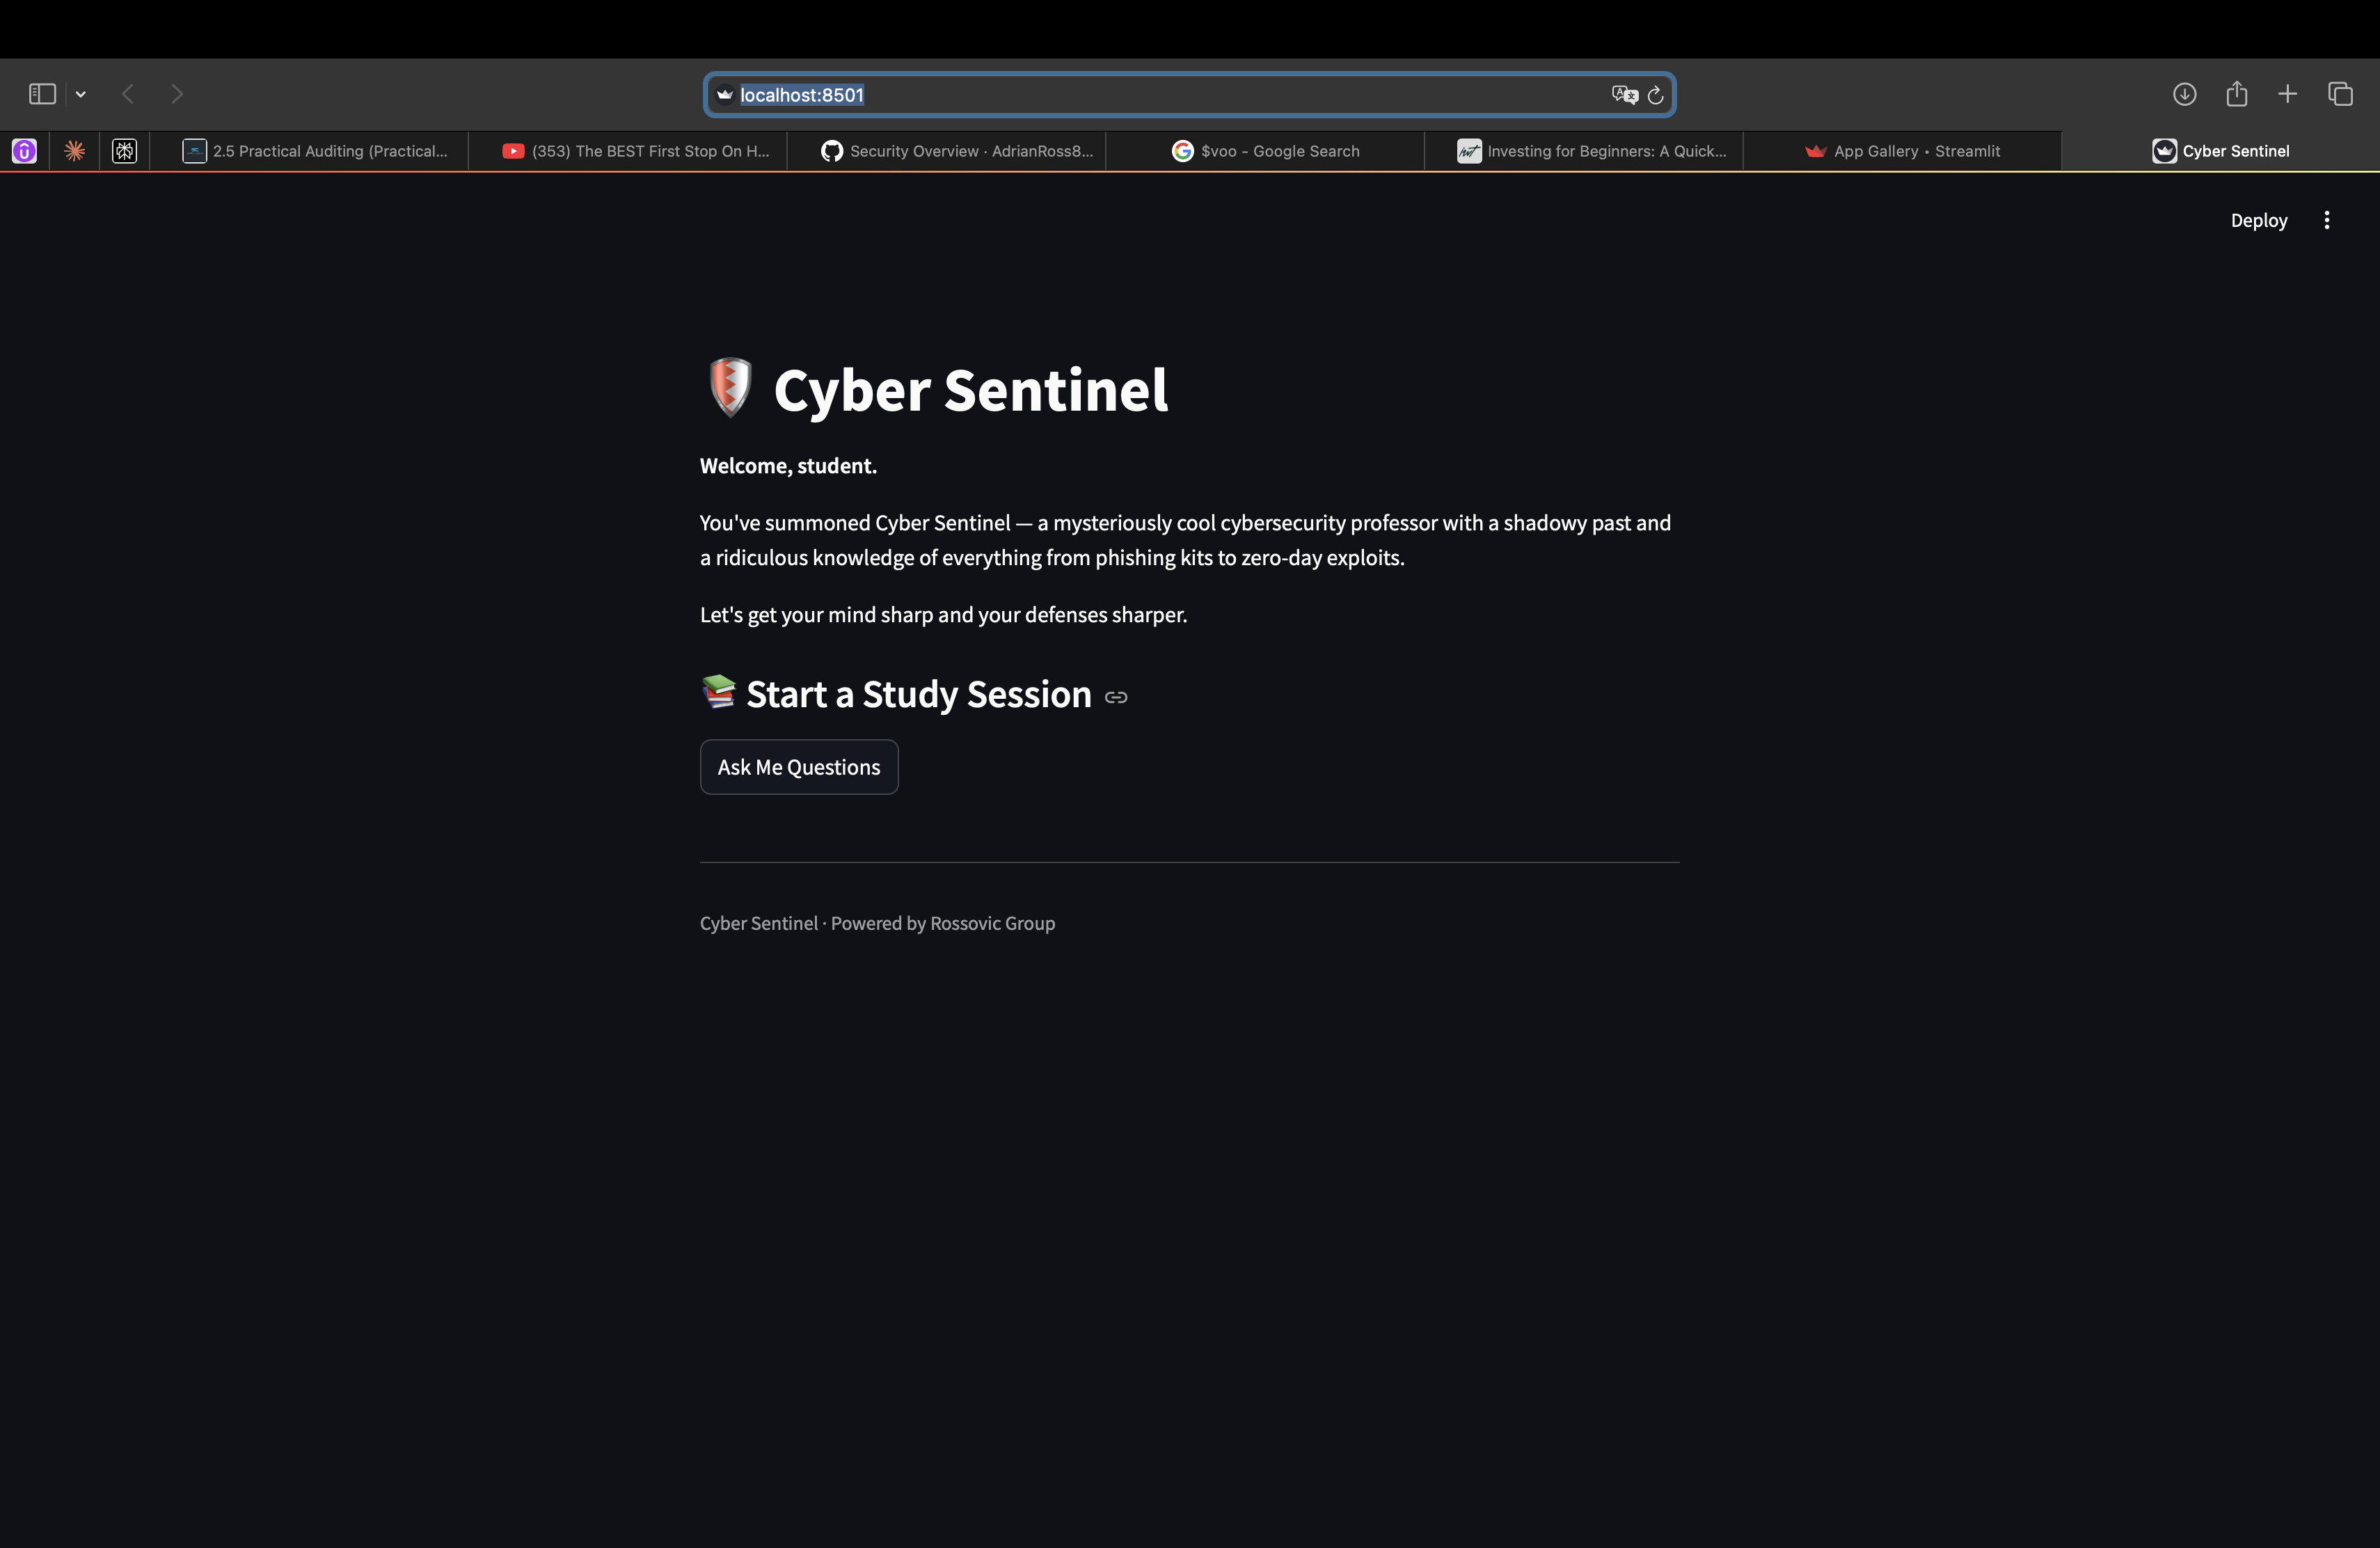 localhost:8501
2.5 Practical Auditing (Practical...
(353) The BEST First Stop On H...
Security Overview · AdrianRoss8...
$voo - Google Search
Investing for Beginners: A Quick...
App Gallery • Streamlit
Cyber Sentinel
Deploy
Cyber Sentinel
Welcome, student.
You've summoned Cyber Sentinel — a mysteriously cool cybersecurity professor with a shadowy past and
a ridiculous knowledge of everything from phishing kits to zero-day exploits.
Let's get your mind sharp and your defenses sharper.
Start a Study Session
Ask Me Questions
Cyber Sentinel · Powered by Rossovic Group